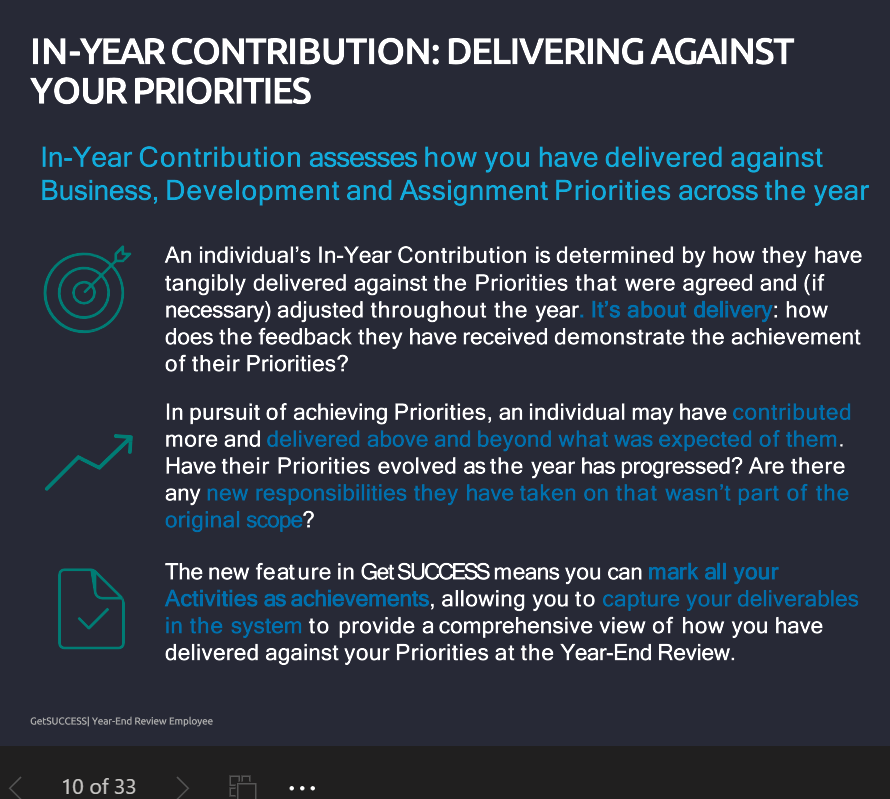 IN-YEAR CONTRIBUTION: DELIVERING AGAINST
YOUR PRIORITIES
In-Year Contribution assesses how you have delivered against
Business, Development and Assignment Priorities across the year
An individual’s In-Year Contribution is determined by how they have
tangibly delivered against the Priorities that were agreed and (if
necessary) adjusted throughout the year. It’s about delivery: how
does the feedback they have received demonstrate the achievement
of their Priorities?
In pursuit of achieving Priorities, an individual may have contributed
more and delivered above and beyond what was expected of them.
Have their Priorities evolved as the year has progressed? Are there
any new responsibilities they have taken on that wasn’t part of the
original scope?
The new feature in GetSUCCESS means you can mark all your
Activities as achievements, allowing you to capture your deliverables
in the system to provide a comprehensive view of how you have
delivered against your Priorities at the Year-End Review.
GetSUCCESS| Year-End Review Employee
10 of 33